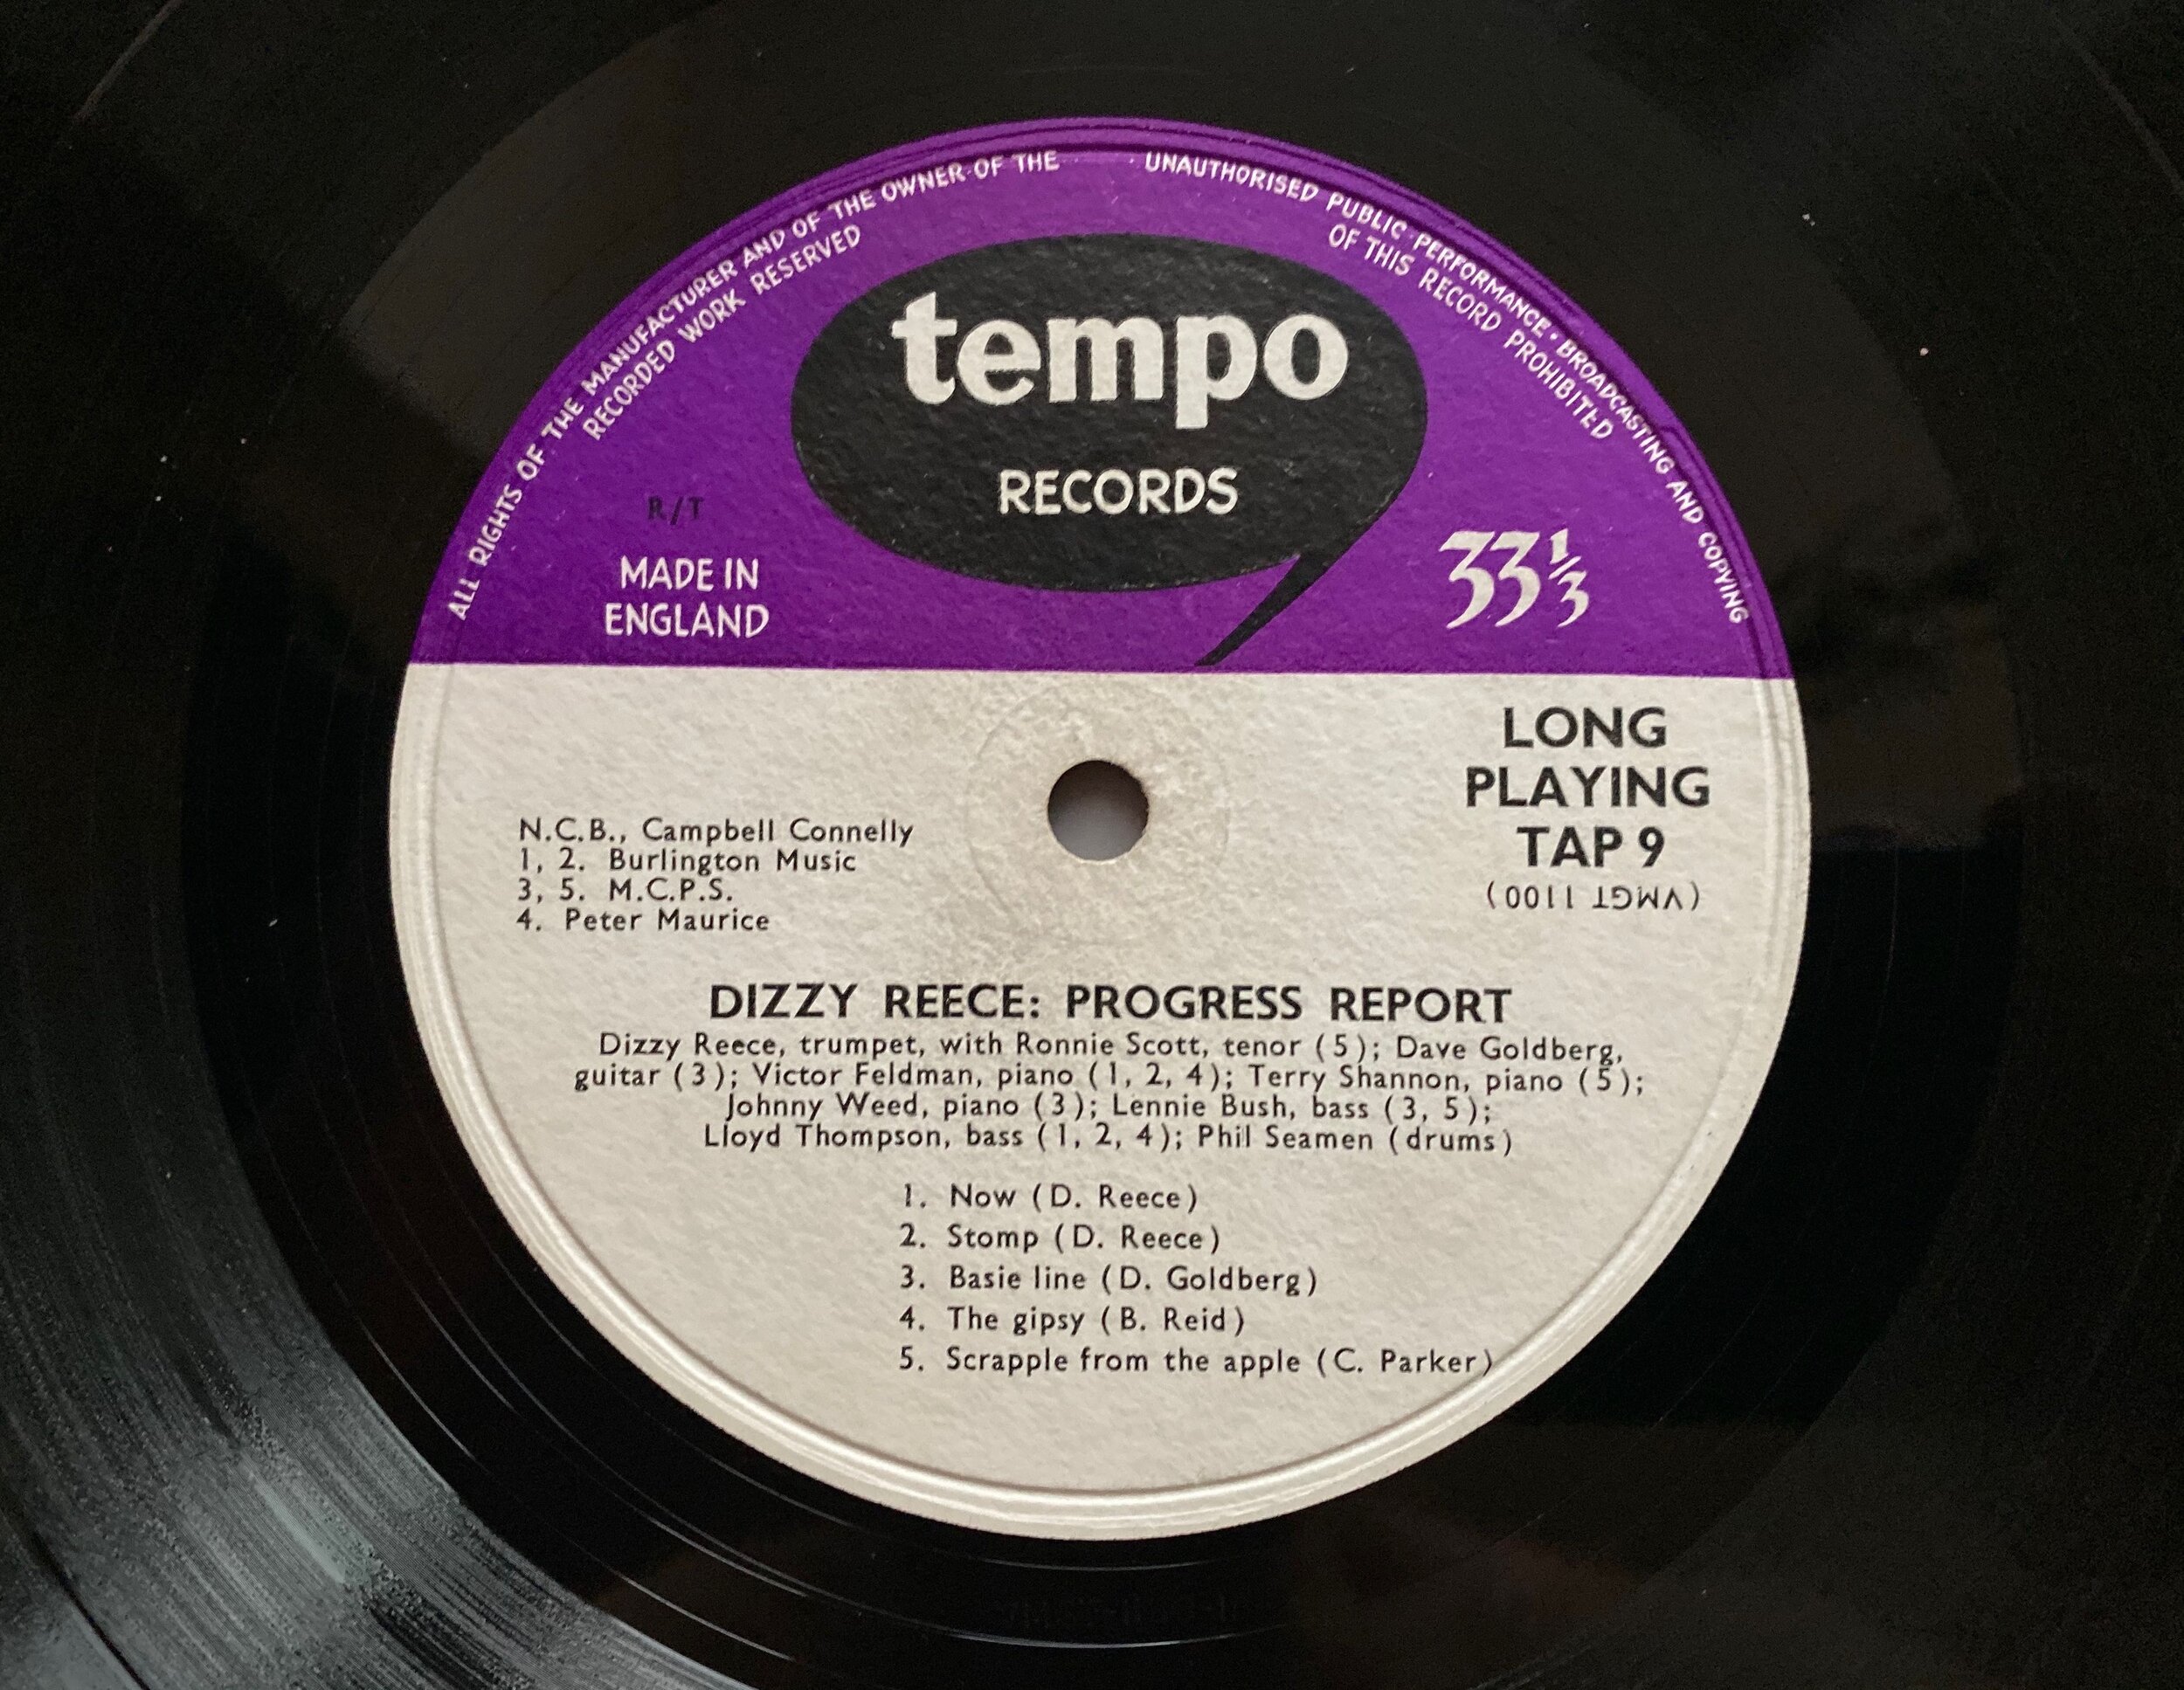 ALL RIGHTS OF THE MANUFACTURER AND OF THE OWNER OF THE
RECORDED WORK RESERVED
UNAUTHORISED PUBLIC PERFORMANCE · BROADCASTING AND COPYING
OF THIS RECORD PROHIBITED
tempo
RECORDS
R/T
MADE IN
ENGLAND
33⅓
LONG
PLAYING
TAP 9
(VMGT 1100)
N.C.B., Campbell Connelly
1, 2. Burlington Music
3, 5. M.C.P.S.
4. Peter Maurice
DIZZY REECE: PROGRESS REPORT
Dizzy Reece, trumpet, with Ronnie Scott, tenor (5); Dave Goldberg,
guitar (3); Victor Feldman, piano (1, 2, 4); Terry Shannon, piano (5);
Johnny Weed, piano (3); Lennie Bush, bass (3, 5);
Lloyd Thompson, bass (1, 2, 4); Phil Seamen (drums)
1. Now (D. Reece)
2. Stomp (D. Reece)
3. Basie line (D. Goldberg)
4. The gipsy (B. Reid)
5. Scrapple from the apple (C. Parker)